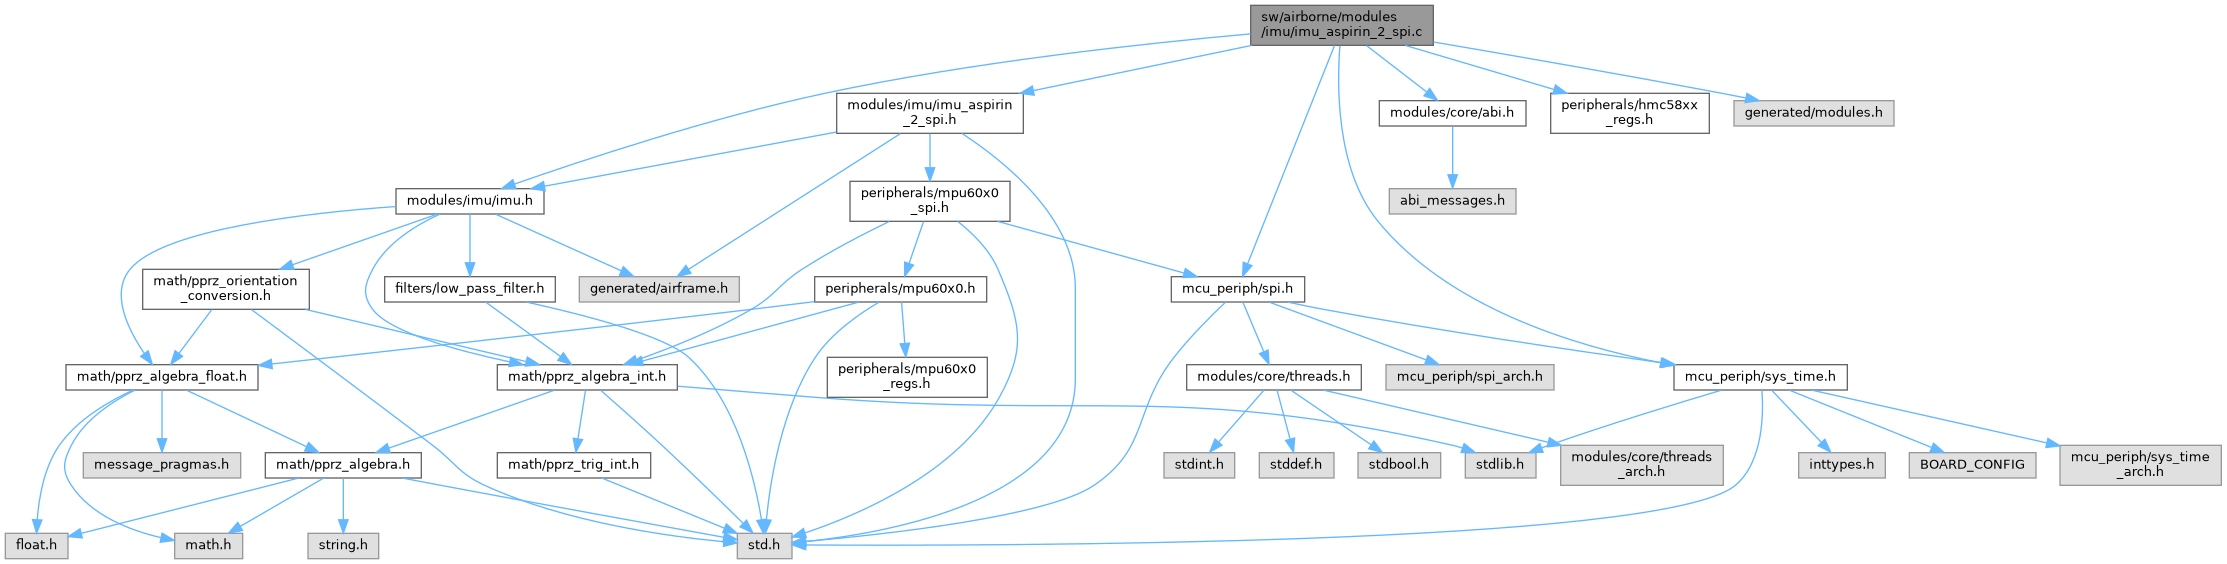 sw/airborne/modules
/imu/imu_aspirin_2_spi.c
modules/imu/imu_aspirin
_2_spi.h
modules/core/abi.h
peripherals/hmc58xx
_regs.h
generated/modules.h
modules/imu/imu.h
peripherals/mpu60x0
_spi.h
abi_messages.h
math/pprz_orientation
_conversion.h
filters/low_pass_filter.h
generated/airframe.h
peripherals/mpu60x0.h
mcu_periph/spi.h
math/pprz_algebra_float.h
math/pprz_algebra_int.h
peripherals/mpu60x0
_regs.h
modules/core/threads.h
mcu_periph/spi_arch.h
mcu_periph/sys_time.h
message_pragmas.h
math/pprz_algebra.h
math/pprz_trig_int.h
stdint.h
stddef.h
stdbool.h
stdlib.h
modules/core/threads
_arch.h
inttypes.h
BOARD_CONFIG
mcu_periph/sys_time
_arch.h
float.h
math.h
string.h
std.h